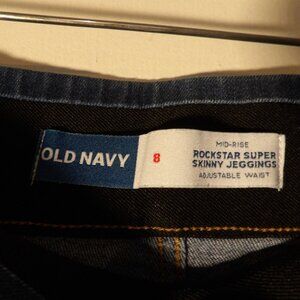 OLD NAVY
8
MID-RISE
ROCKSTAR SUPER
SKINNY JEGGINGS
ADJUSTABLE WAIST